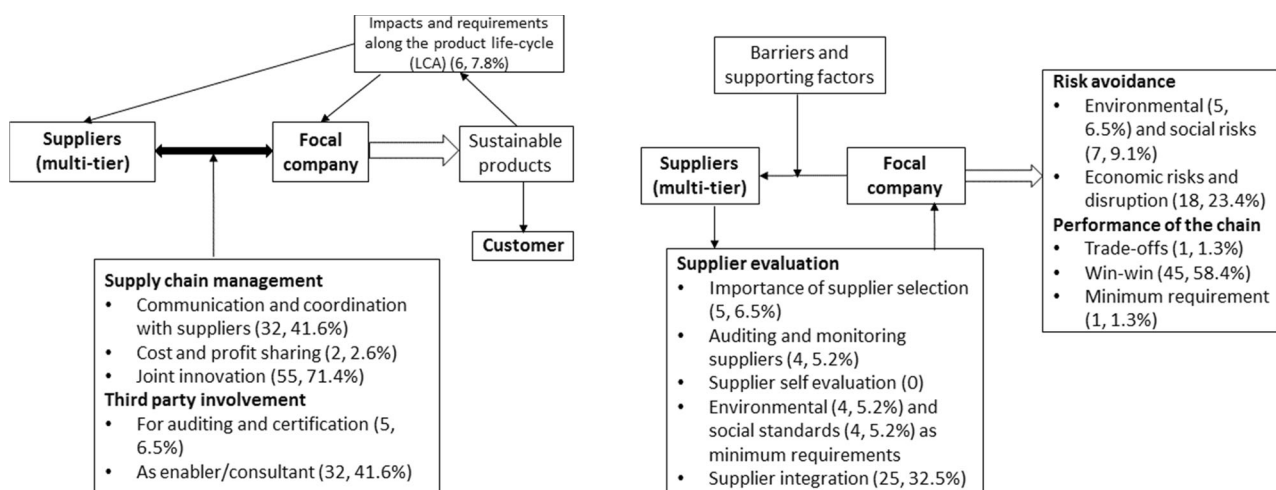 Impacts and requirements
along the product life-cycle
(LCA) (6, 7.8%)
Suppliers
(multi-tier)
Focal
company
Sustainable
products
Customer
Supply chain management
• Communication and coordination
with suppliers (32, 41.6%)
• Cost and profit sharing (2, 2.6%)
• Joint innovation (55, 71.4%)
Third party involvement
• For auditing and certification (5,
6.5%)
• As enabler/consultant (32, 41.6%)
Barriers and
supporting factors
Suppliers
(multi-tier)
Focal
company
Supplier evaluation
• Importance of supplier selection
(5, 6.5%)
• Auditing and monitoring
suppliers (4, 5.2%)
• Supplier self evaluation (0)
• Environmental (4, 5.2%) and
social standards (4, 5.2%) as
minimum requirements
• Supplier integration (25, 32.5%)
Risk avoidance
• Environmental (5,
6.5%) and social risks
(7, 9.1%)
• Economic risks and
disruption (18, 23.4%)
Performance of the chain
• Trade-offs (1, 1.3%)
• Win-win (45, 58.4%)
• Minimum requirement
(1, 1.3%)